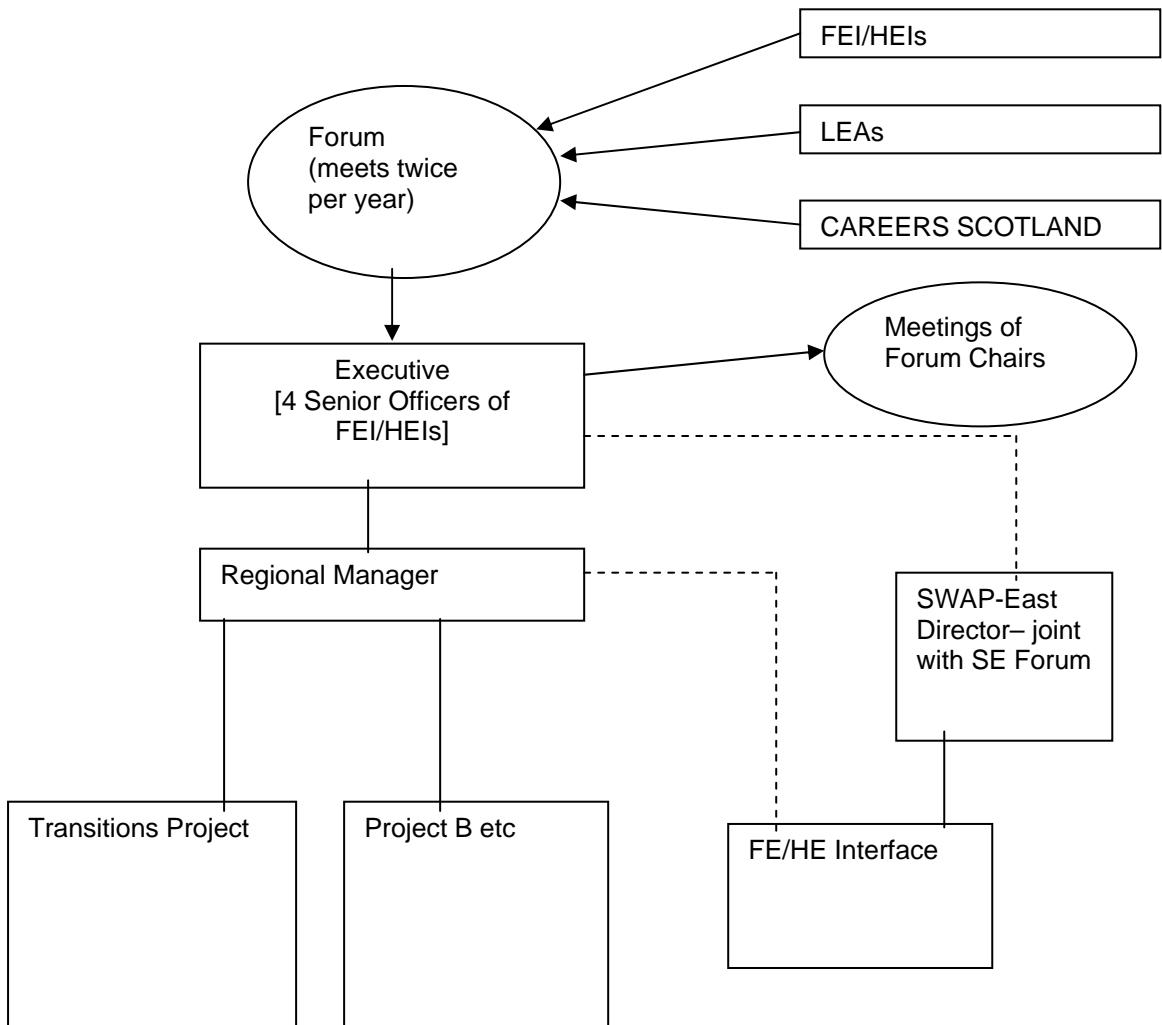 FEI/HEIs
Forum
(meets twice
per year)
LEAs
CAREERS SCOTLAND
Meetings of
Forum Chairs
Executive
[4 Senior Officers of
FEI/HEIs]
Regional Manager
SWAP-East
Director– joint
with SE Forum
Transitions Project
Project B etc
FE/HE Interface